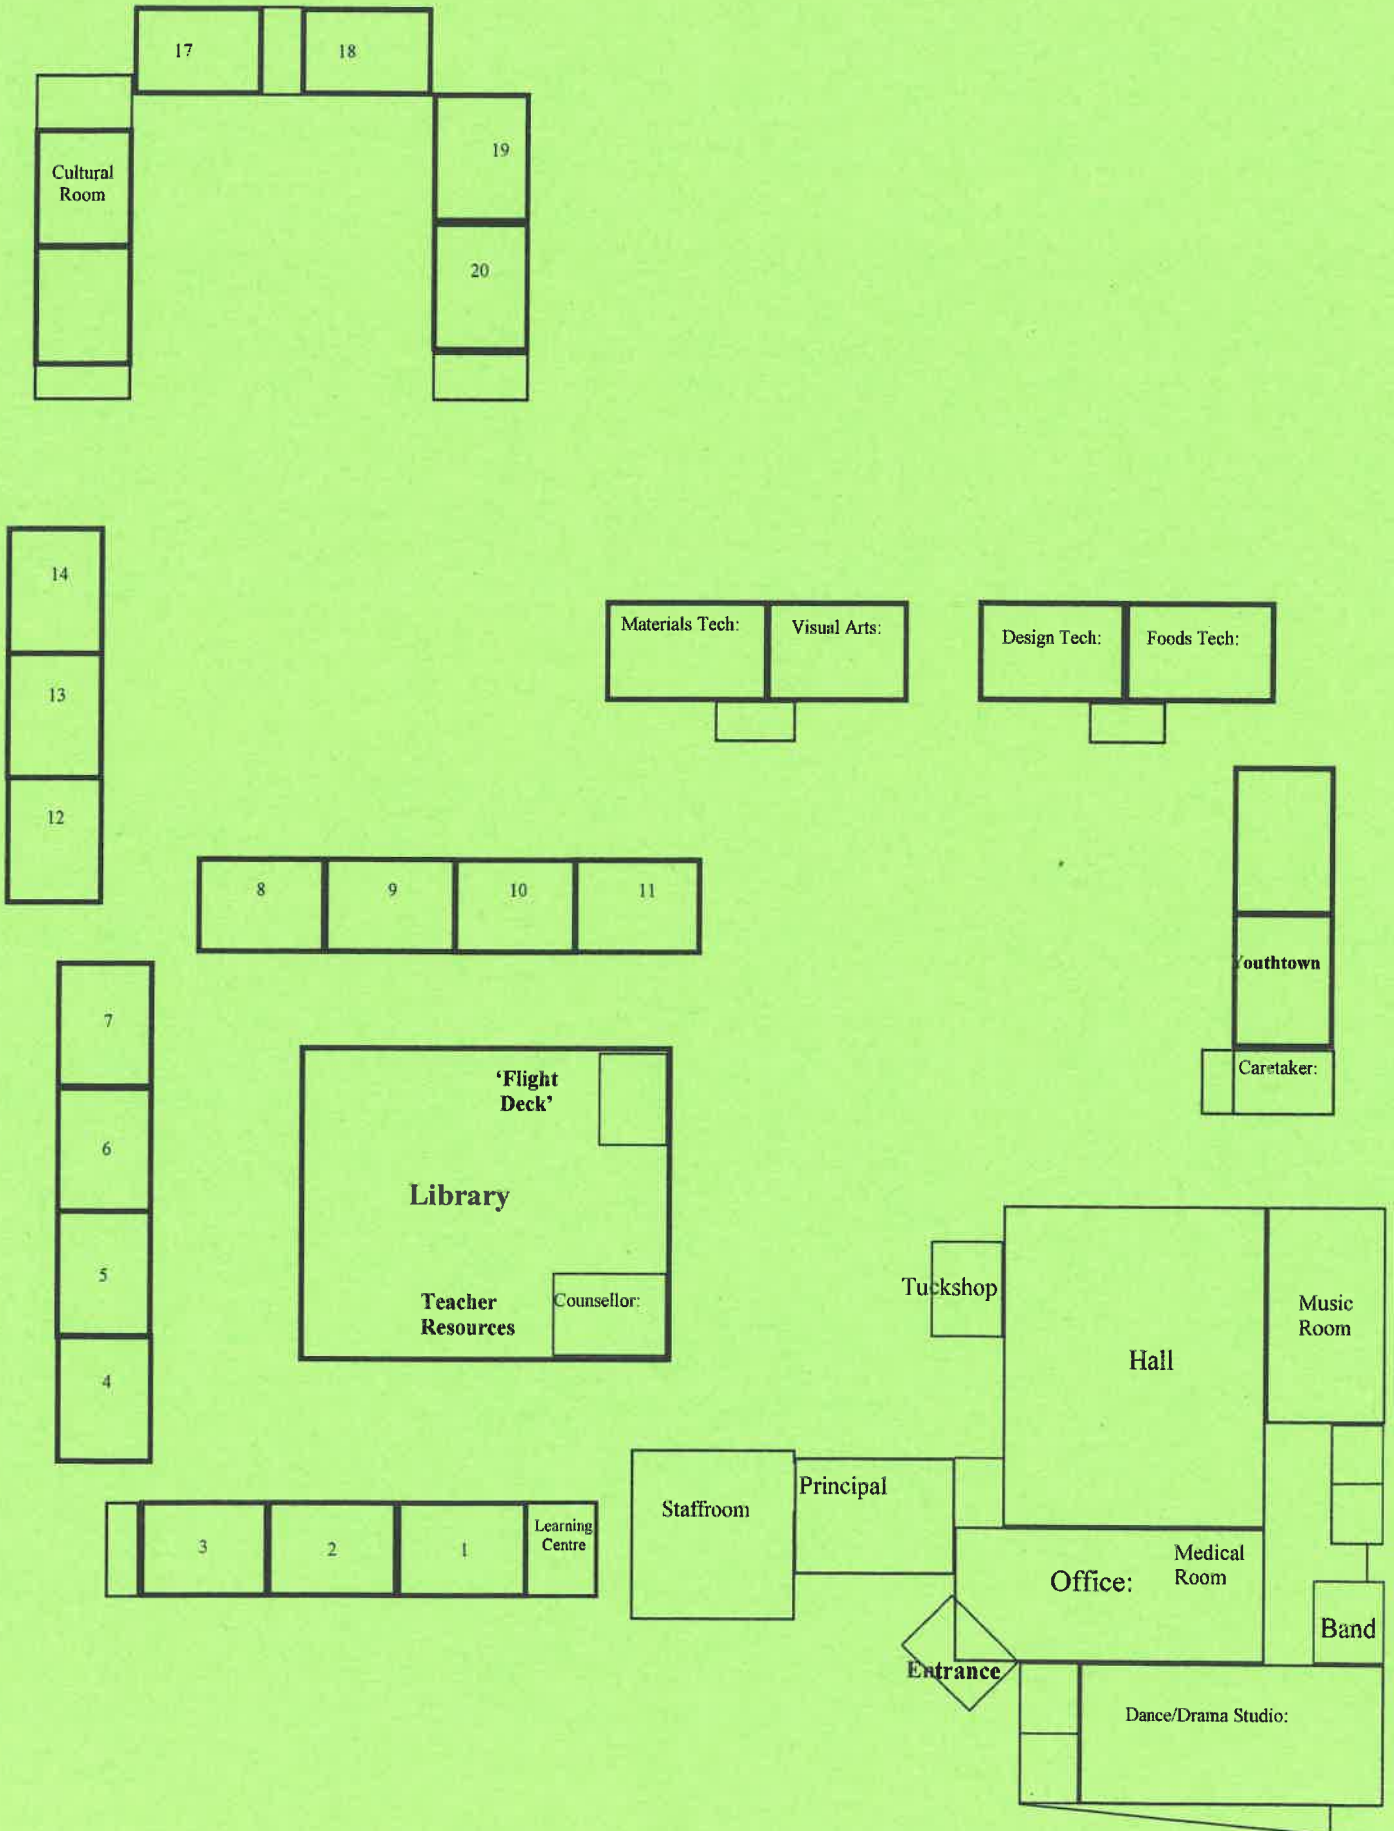 17
18
19
Cultural
Room
20
14
Materials Tech:
Visual Arts:
Design Tech:
Foods Tech:
13
12
8
9
10
11
Youthtown
7
Caretaker:
'Flight
Deck'
6
Library
5
Teacher
Resources
Counsellor:
Tuckshop
Music
Room
Hall
4
Principal
Staffroom
3
2
1
Learning
Centre
Office:
Medical
Room
Band
Entrance
Dance/Drama Studio: